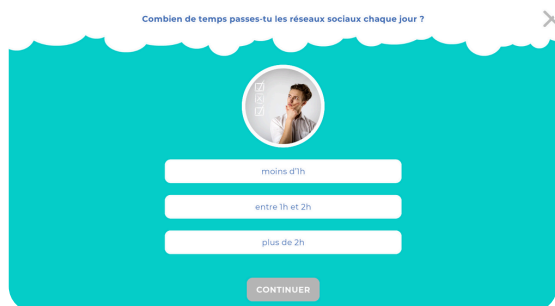 Combien de temps passes-tu les réseaux sociaux chaque jour ?
moins d'1h
entre 1h et 2h
plus de 2h
CONTINUER